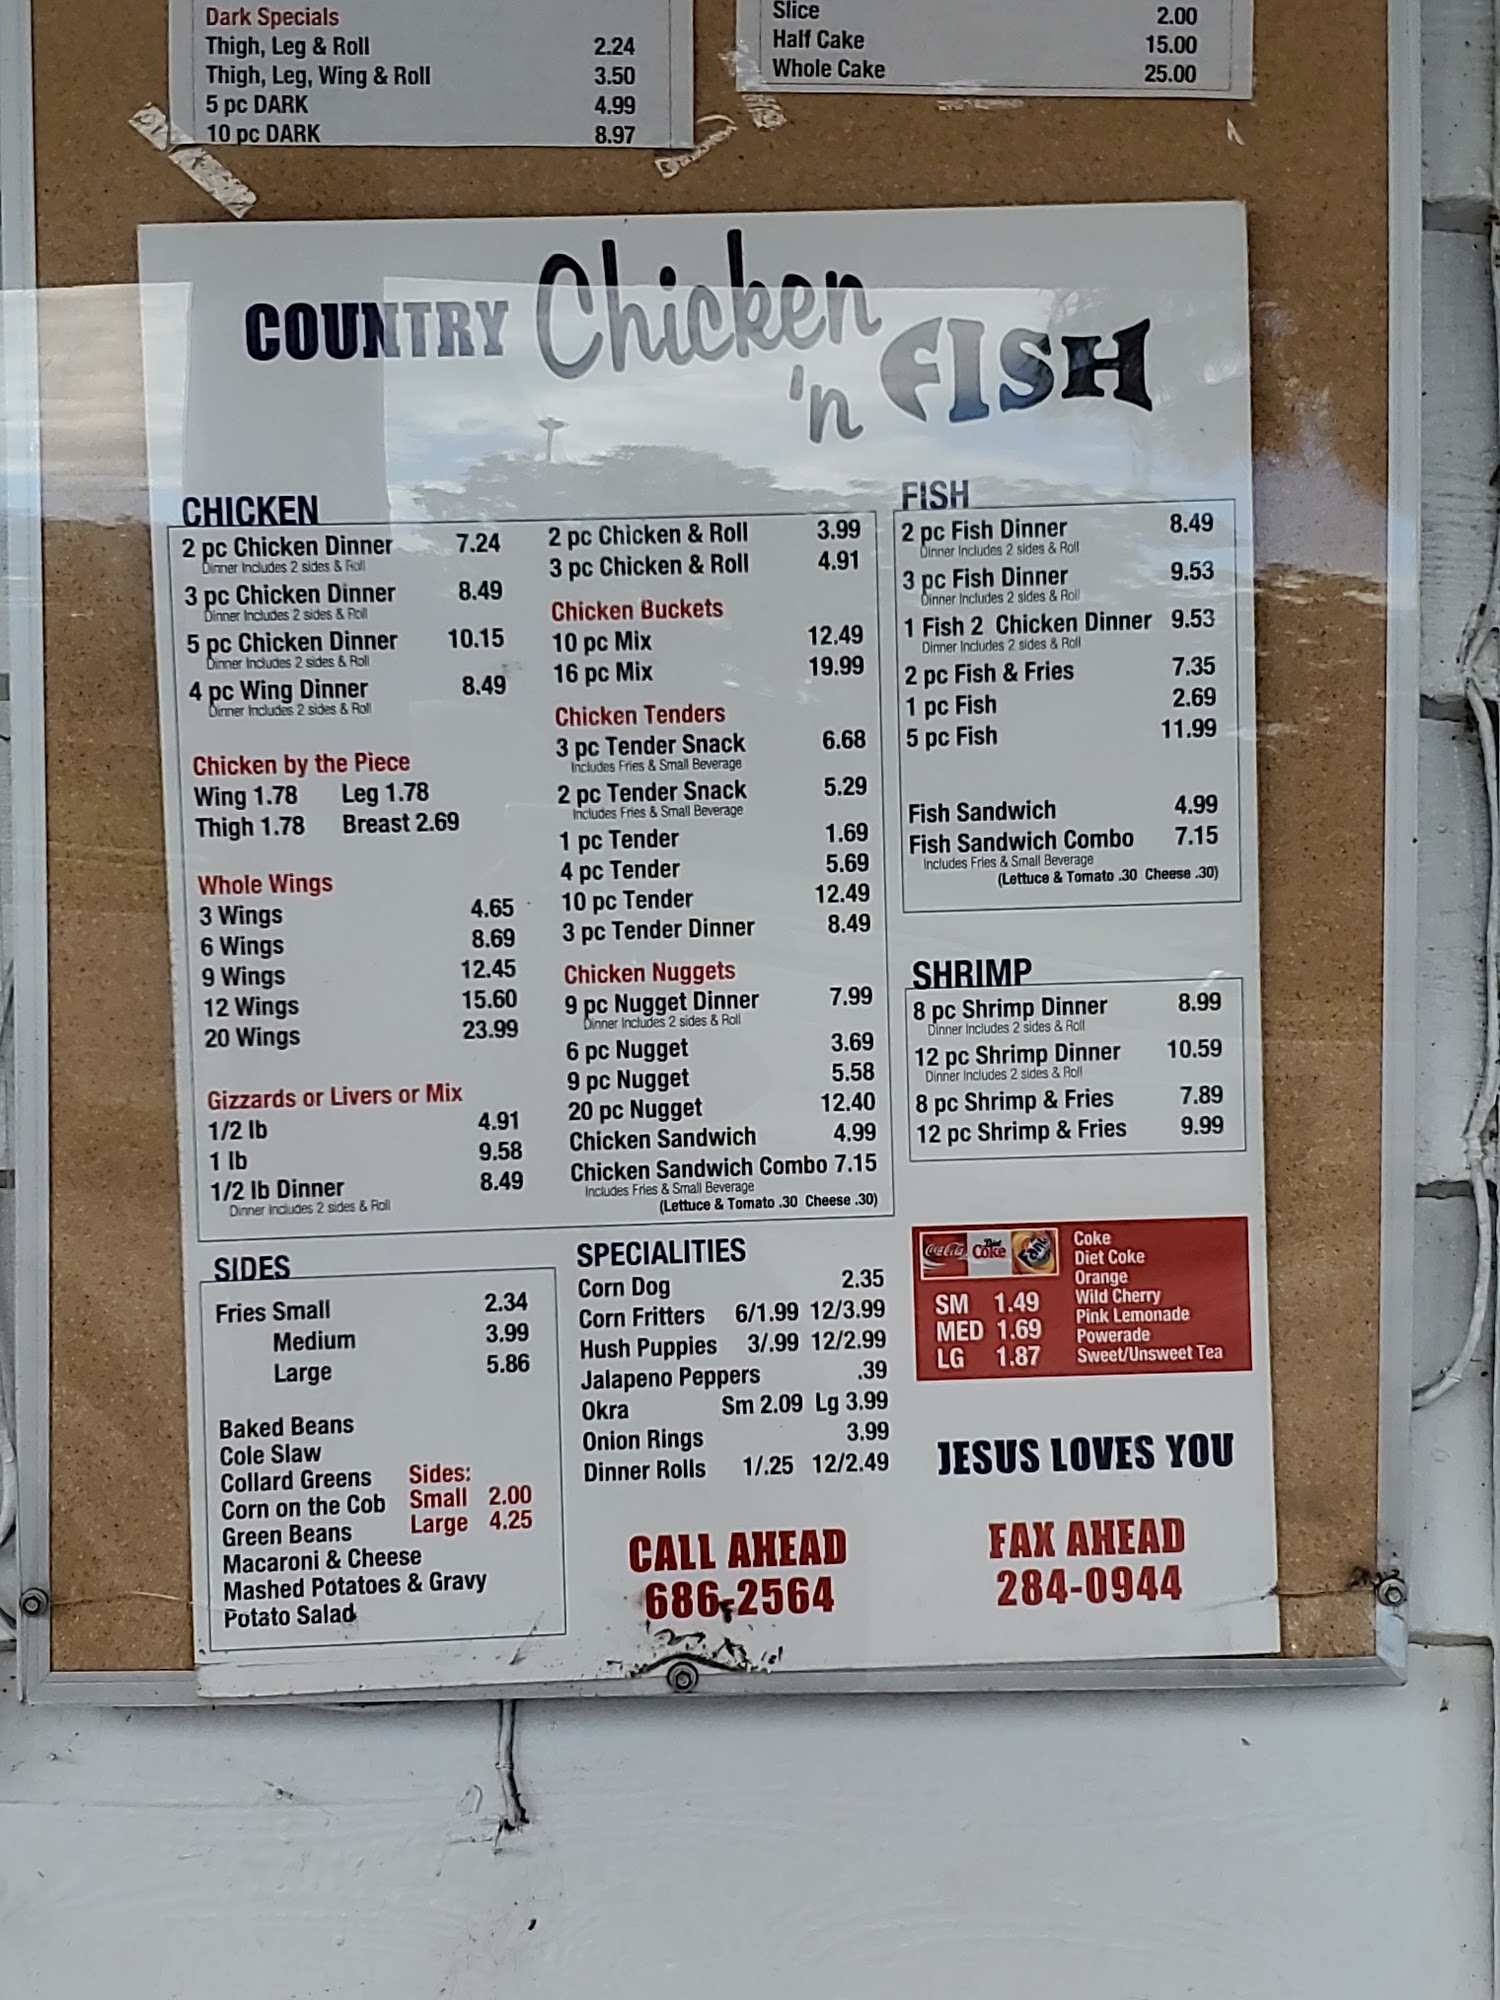 Dark Specials
Thigh, Leg & Roll 2.24
Thigh, Leg, Wing & Roll 3.50
5 pc DARK 4.99
10 pc DARK 8.97
Slice 2.00
Half Cake 15.00
Whole Cake 25.00
COUNTRY Chicken 'n FISH
CHICKEN
2 pc Chicken Dinner 7.24
Dinner Includes 2 sides & Roll
3 pc Chicken Dinner 8.49
Dinner Includes 2 sides & Roll
5 pc Chicken Dinner 10.15
Dinner Includes 2 sides & Roll
4 pc Wing Dinner 8.49
Dinner Includes 2 sides & Roll
Chicken by the Piece
Wing 1.78 Leg 1.78
Thigh 1.78 Breast 2.69
Whole Wings
3 Wings 4.65
6 Wings 8.69
9 Wings 12.45
12 Wings 15.60
20 Wings 23.99
Gizzards or Livers or Mix
1/2 lb 4.91
1 lb 9.58
1/2 lb Dinner 8.49
Dinner Includes 2 sides & Roll
2 pc Chicken & Roll 3.99
3 pc Chicken & Roll 4.91
Chicken Buckets
10 pc Mix 12.49
16 pc Mix 19.99
Chicken Tenders
3 pc Tender Snack 6.68
Includes Fries & Small Beverage
2 pc Tender Snack 5.29
Includes Fries & Small Beverage
1 pc Tender 1.69
4 pc Tender 5.69
10 pc Tender 12.49
3 pc Tender Dinner 8.49
Chicken Nuggets
9 pc Nugget Dinner 7.99
Dinner Includes 2 sides & Roll
6 pc Nugget 3.69
9 pc Nugget 5.58
20 pc Nugget 12.40
Chicken Sandwich 4.99
Chicken Sandwich Combo 7.15
Includes Fries & Small Beverage
(Lettuce & Tomato .30 Cheese .30)
FISH
2 pc Fish Dinner 8.49
Dinner Includes 2 sides & Roll
3 pc Fish Dinner 9.53
Dinner Includes 2 sides & Roll
1 Fish 2 Chicken Dinner 9.53
Dinner Includes 2 sides & Roll
2 pc Fish & Fries 7.35
1 pc Fish 2.69
5 pc Fish 11.99
Fish Sandwich 4.99
Fish Sandwich Combo 7.15
Includes Fries & Small Beverage
(Lettuce & Tomato .30 Cheese .30)
SHRIMP
8 pc Shrimp Dinner 8.99
Dinner Includes 2 sides & Roll
12 pc Shrimp Dinner 10.59
Dinner Includes 2 sides & Roll
8 pc Shrimp & Fries 7.89
12 pc Shrimp & Fries 9.99
SIDES
Fries Small 2.34
Medium 3.99
Large 5.86
Baked Beans
Cole Slaw
Collard Greens
Corn on the Cob
Green Beans
Macaroni & Cheese
Mashed Potatoes & Gravy
Potato Salad
Sides:
Small 2.00
Large 4.25
SPECIALITIES
Corn Dog 2.35
Corn Fritters 6/1.99 12/3.99
Hush Puppies 3/.99 12/2.99
Jalapeno Peppers .39
Okra Sm 2.09 Lg 3.99
Onion Rings 3.99
Dinner Rolls 1/.25 12/2.49
Coca-Cola Diet Coke Fanta
SM 1.49
MED 1.69
LG 1.87
Coke
Diet Coke
Orange
Wild Cherry
Pink Lemonade
Powerade
Sweet/Unsweet Tea
JESUS LOVES YOU
CALL AHEAD
686-2564
FAX AHEAD
284-0944